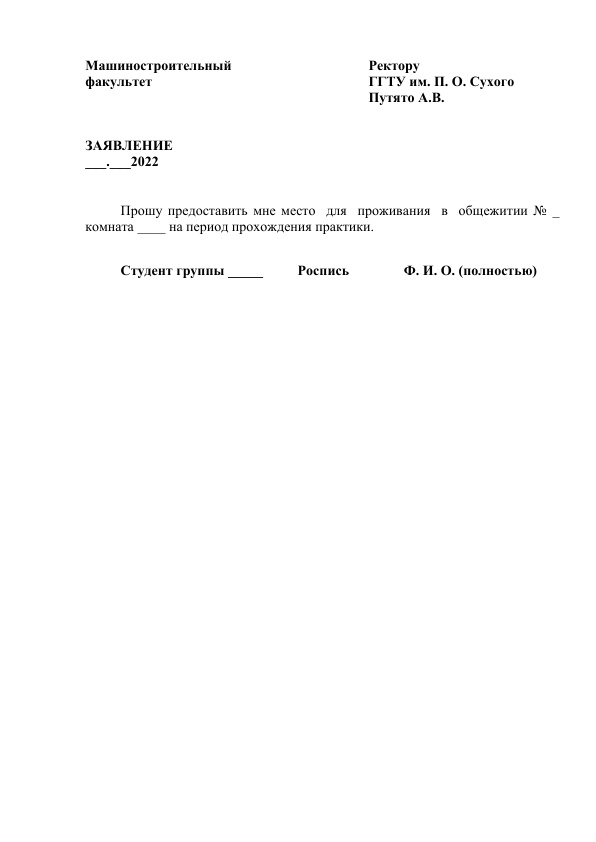 Машиностроительный
факультет
Ректору
ГГТУ им. П. О. Сухого
Путято А.В.
ЗАЯВЛЕНИЕ
___.___2022
Прошу предоставить мне место для проживания в общежитии № _
комната ____ на период прохождения практики.
Студент группы _____ Роспись Ф. И. О. (полностью)